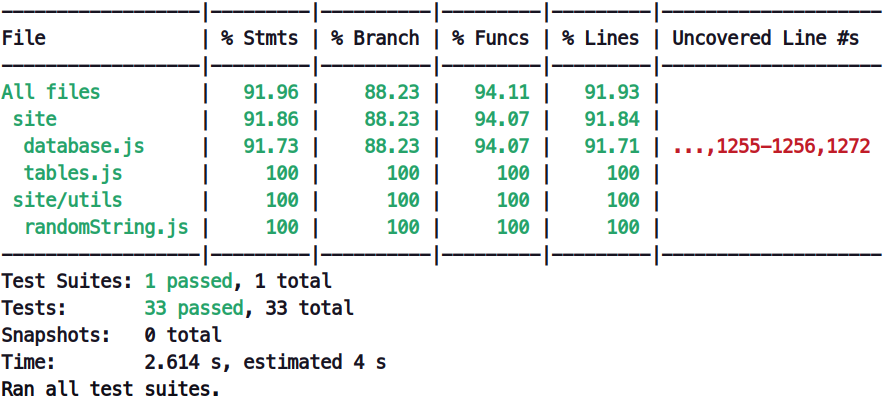 -------------------|---------|----------|---------|---------|--------------------
File               | % Stmts | % Branch | % Funcs | % Lines | Uncovered Line #s
-------------------|---------|----------|---------|---------|--------------------
All files          |   91.96 |    88.23 |   94.11 |   91.93 |
 site              |   91.86 |    88.23 |   94.07 |   91.84 |
  database.js      |   91.73 |    88.23 |   94.07 |   91.71 | ...,1255-1256,1272
  tables.js        |     100 |      100 |     100 |     100 |
 site/utils        |     100 |      100 |     100 |     100 |
  randomString.js  |     100 |      100 |     100 |     100 |
-------------------|---------|----------|---------|---------|--------------------
Test Suites: 1 passed, 1 total
Tests:       33 passed, 33 total
Snapshots:   0 total
Time:        2.614 s, estimated 4 s
Ran all test suites.